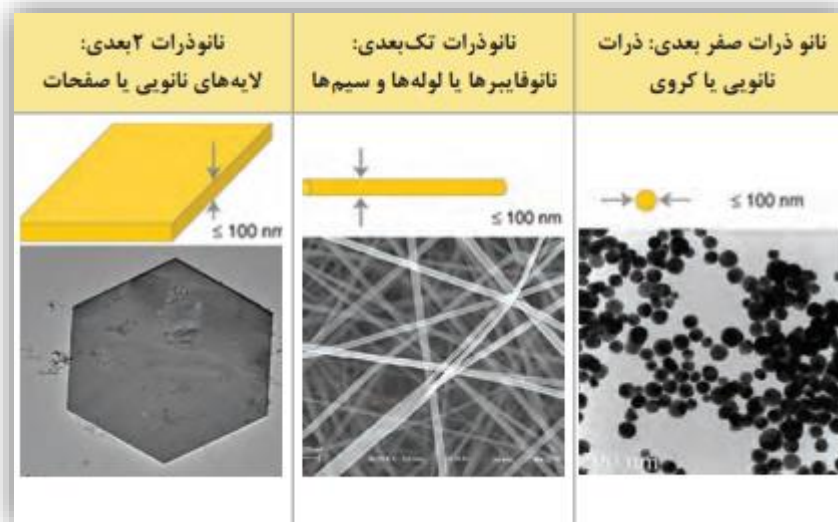 نانو ذرات صفر بعدی: ذرات
نانویی یا کروی
نانوذرات تک‌بعدی:
نانوفایبرها یا لوله‌ها و سیم‌ها
نانوذرات ۲بعدی:
لایه‌های نانویی یا صفحات
≤ 100 nm
≤ 100 nm
≤ 100 nm